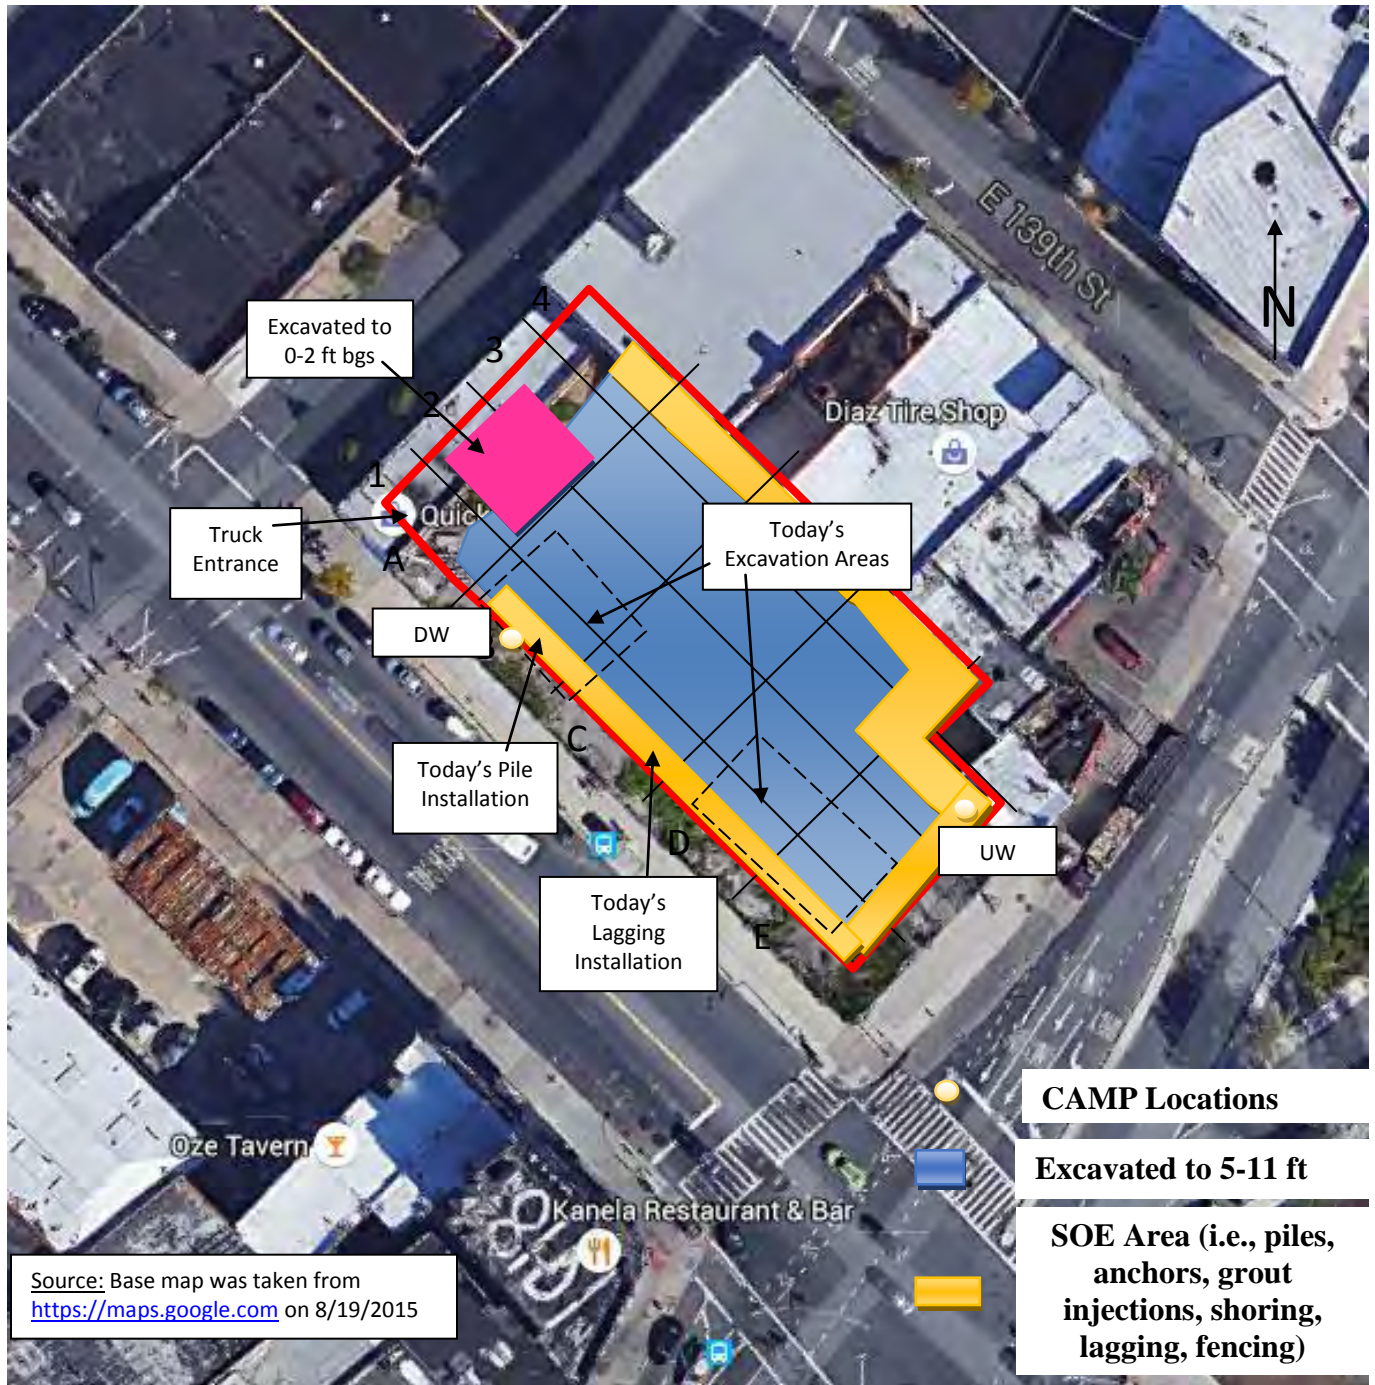 E 139th St
N
4
Excavated to
0-2 ft bgs
3
2
Diaz Tire Shop
1
Quick
Truck
Entrance
A
Today's
Excavation Areas
DW
C
Today's Pile
Installation
D
UW
Today's
Lagging
Installation
E
CAMP Locations
Oze Tavern
Excavated to 5-11 ft
Kanela Restaurant & Bar
SOE Area (i.e., piles,
anchors, grout
injections, shoring,
lagging, fencing)
Source: Base map was taken from
https://maps.google.com on 8/19/2015